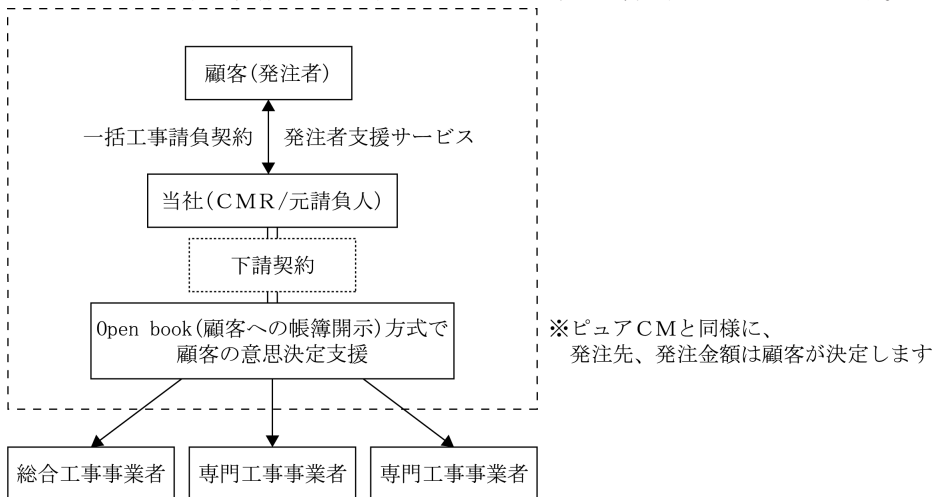 顧客(発注者)
一括工事請負契約 発注者支援サービス
当社(CMR/元請負人)
下請契約
Open book(顧客への帳簿開示)方式で
顧客の意思決定支援
※ピュアCMと同様に、
発注先、発注金額は顧客が決定します
総合工事事業者 専門工事事業者 専門工事事業者